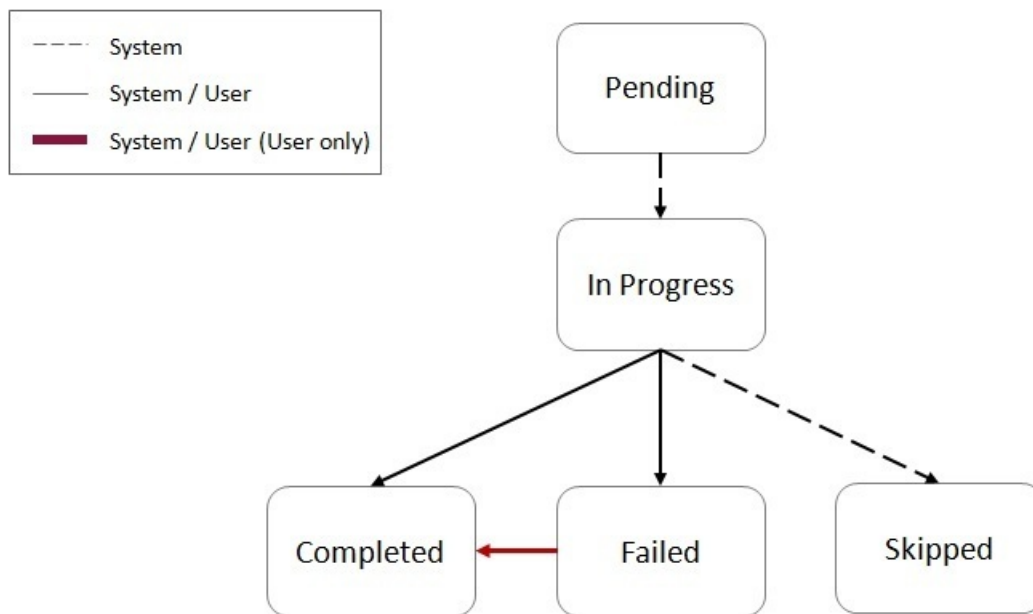 System
System / User
System / User (User only)
Pending
In Progress
Completed
Failed
Skipped